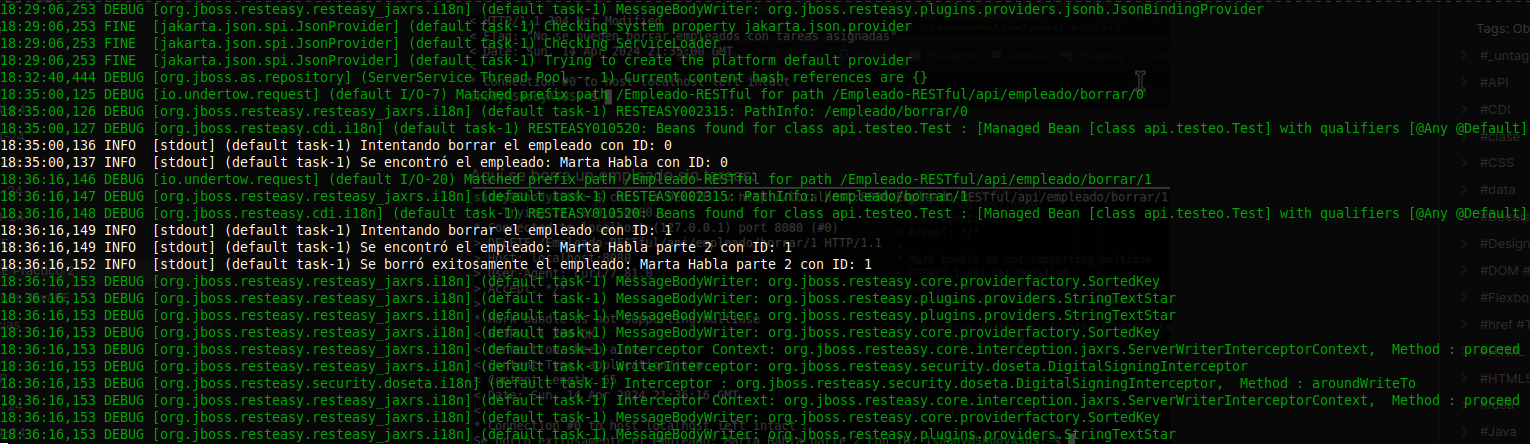 18:29:06,253 DEBUG [org.jboss.resteasy.resteasy_jaxrs.i18n] (default task-1) MessageBodyWriter: org.jboss.resteasy.plugins.providers.jsonb.JsonBindingProvider
18:29:06,253 FINE  [jakarta.json.spi.JsonProvider] (default task-1) Checking system property jakarta.json.provider
18:29:06,253 FINE  [jakarta.json.spi.JsonProvider] (default task-1) Checking ServiceLoader
18:29:06,253 FINE  [jakarta.json.spi.JsonProvider] (default task-1) Trying to create the platform default provider
18:32:40,444 DEBUG [org.jboss.as.repository] (ServerService Thread Pool -- 1) Current content hash references are {}
18:35:00,125 DEBUG [io.undertow.request] (default I/O-7) Matched prefix path /Empleado-RESTful for path /Empleado-RESTful/api/empleado/borrar/0
18:35:00,126 DEBUG [org.jboss.resteasy.resteasy_jaxrs.i18n] (default task-1) RESTEASY002315: PathInfo: /empleado/borrar/0
18:35:00,127 DEBUG [org.jboss.resteasy.cdi.i18n] (default task-1) RESTEASY010520: Beans found for class api.testeo.Test : [Managed Bean [class api.testeo.Test] with qualifiers [@Any @Default]
18:35:00,136 INFO  [stdout] (default task-1) Intentando borrar el empleado con ID: 0
18:35:00,137 INFO  [stdout] (default task-1) Se encontró el empleado: Marta Habla con ID: 0
18:36:16,146 DEBUG [io.undertow.request] (default I/O-20) Matched prefix path /Empleado-RESTful for path /Empleado-RESTful/api/empleado/borrar/1
18:36:16,147 DEBUG [org.jboss.resteasy.resteasy_jaxrs.i18n] (default task-1) RESTEASY002315: PathInfo: /empleado/borrar/1
18:36:16,148 DEBUG [org.jboss.resteasy.cdi.i18n] (default task-1) RESTEASY010520: Beans found for class api.testeo.Test : [Managed Bean [class api.testeo.Test] with qualifiers [@Any @Default]
18:36:16,149 INFO  [stdout] (default task-1) Intentando borrar el empleado con ID: 1
18:36:16,149 INFO  [stdout] (default task-1) Se encontró el empleado: Marta Habla parte 2 con ID: 1
18:36:16,152 INFO  [stdout] (default task-1) Se borró exitosamente el empleado: Marta Habla parte 2 con ID: 1
18:36:16,153 DEBUG [org.jboss.resteasy.resteasy_jaxrs.i18n] (default task-1) MessageBodyWriter: org.jboss.resteasy.core.providerfactory.SortedKey
18:36:16,153 DEBUG [org.jboss.resteasy.resteasy_jaxrs.i18n] (default task-1) MessageBodyWriter: org.jboss.resteasy.plugins.providers.StringTextStar
18:36:16,153 DEBUG [org.jboss.resteasy.resteasy_jaxrs.i18n] (default task-1) MessageBodyWriter: org.jboss.resteasy.plugins.providers.StringTextStar
18:36:16,153 DEBUG [org.jboss.resteasy.resteasy_jaxrs.i18n] (default task-1) MessageBodyWriter: org.jboss.resteasy.core.providerfactory.SortedKey
18:36:16,153 DEBUG [org.jboss.resteasy.resteasy_jaxrs.i18n] (default task-1) Interceptor Context: org.jboss.resteasy.core.interception.jaxrs.ServerWriterInterceptorContext,  Method : proceed
18:36:16,153 DEBUG [org.jboss.resteasy.resteasy_jaxrs.i18n] (default task-1) WriterInterceptor: org.jboss.resteasy.security.doseta.DigitalSigningInterceptor
18:36:16,153 DEBUG [org.jboss.resteasy.security.doseta.i18n] (default task-1) Interceptor : org.jboss.resteasy.security.doseta.DigitalSigningInterceptor,  Method : aroundWriteTo
18:36:16,153 DEBUG [org.jboss.resteasy.resteasy_jaxrs.i18n] (default task-1) Interceptor Context: org.jboss.resteasy.core.interception.jaxrs.ServerWriterInterceptorContext,  Method : proceed
18:36:16,153 DEBUG [org.jboss.resteasy.resteasy_jaxrs.i18n] (default task-1) MessageBodyWriter: org.jboss.resteasy.core.providerfactory.SortedKey
18:36:16,153 DEBUG [org.jboss.resteasy.resteasy_jaxrs.i18n] (default task-1) MessageBodyWriter: org.jboss.resteasy.plugins.providers.StringTextStar
#API
#CDI
#clase
#CSS
#data
#DOM
#Java